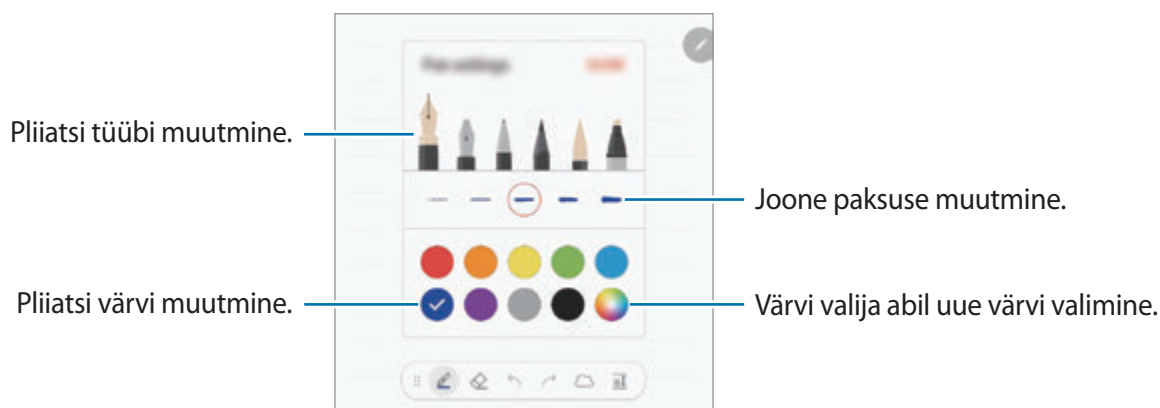 Pliiatsi tüübi muutmine.
Joone paksuse muutmine.
Pliiatsi värvi muutmine.
Värvi valija abil uue värvi valimine.